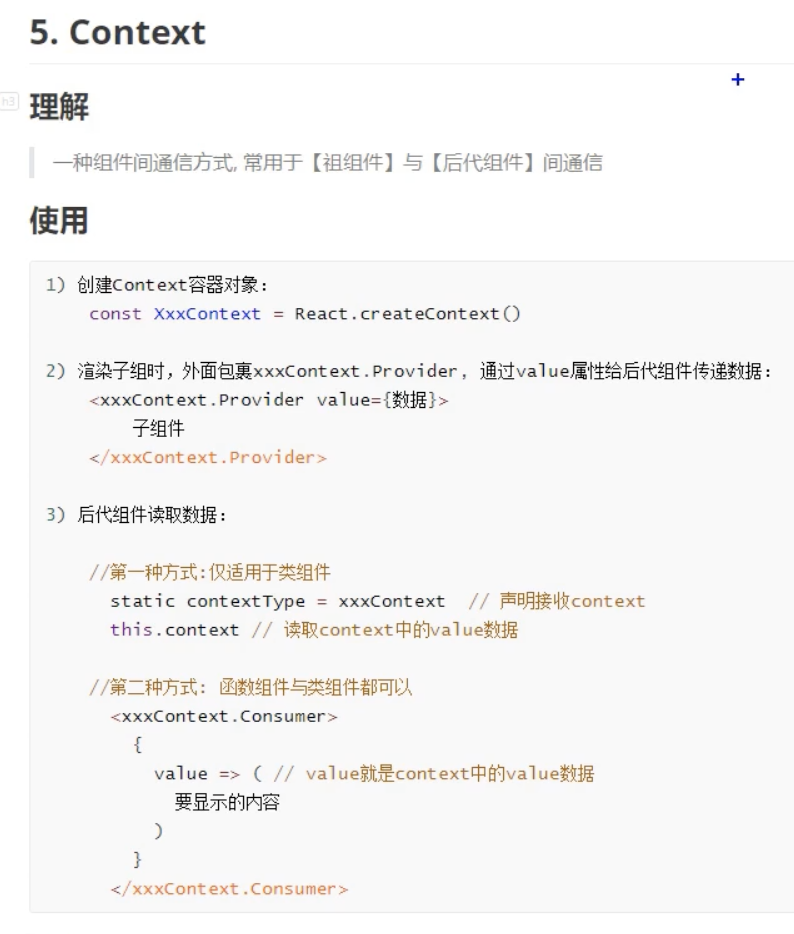 5. Context
h3
理解
一种组件间通信方式, 常用于【祖组件】与【后代组件】间通信
使用
1) 创建Context容器对象:
const XxxContext = React.createContext()
2) 渲染子组时，外面包裹xxxContext.Provider, 通过value属性给后代组件传递数据:
<xxxContext.Provider value={数据}>
子组件
</xxxContext.Provider>
3) 后代组件读取数据:
//第一种方式:仅适用于类组件
static contextType = xxxContext  // 声明接收context
this.context // 读取context中的value数据
//第二种方式: 函数组件与类组件都可以
<xxxContext.Consumer>
{
value => ( // value就是context中的value数据
要显示的内容
)
}
</xxxContext.Consumer>